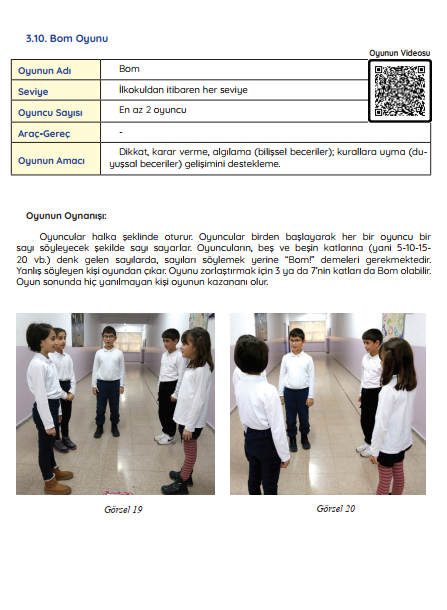 3.10. Bom Oyunu
Oyunun Videosu
Oyunun Adı Bom
Seviye İlkokuldan itibaren her seviye
Oyuncu Sayısı En az 2 oyuncu
Araç-Gereç -
Oyunun Amacı Dikkat, karar verme, algılama (bilişsel beceriler); kurallara uyma (du-
yuşsal beceriler) gelişimini destekleme.
Oyunun Oynanışı:
Oyuncular halka şeklinde oturur. Oyuncular birden başlayarak her bir oyuncu bir
sayı söyleyecek şekilde sayı sayarlar. Oyuncuların, beş ve beşin katlarına (yani 5-10-15-
20 vb.) denk gelen sayılarda, sayıları söylemek yerine “Bom!” demeleri gerekmektedir.
Yanlış söyleyen kişi oyundan çıkar. Oyunu zorlaştırmak için 3 ya da 7’nin katları da Bom olabilir.
Oyun sonunda hiç yanılmayan kişi oyunun kazananı olur.
Görsel 19
Görsel 20